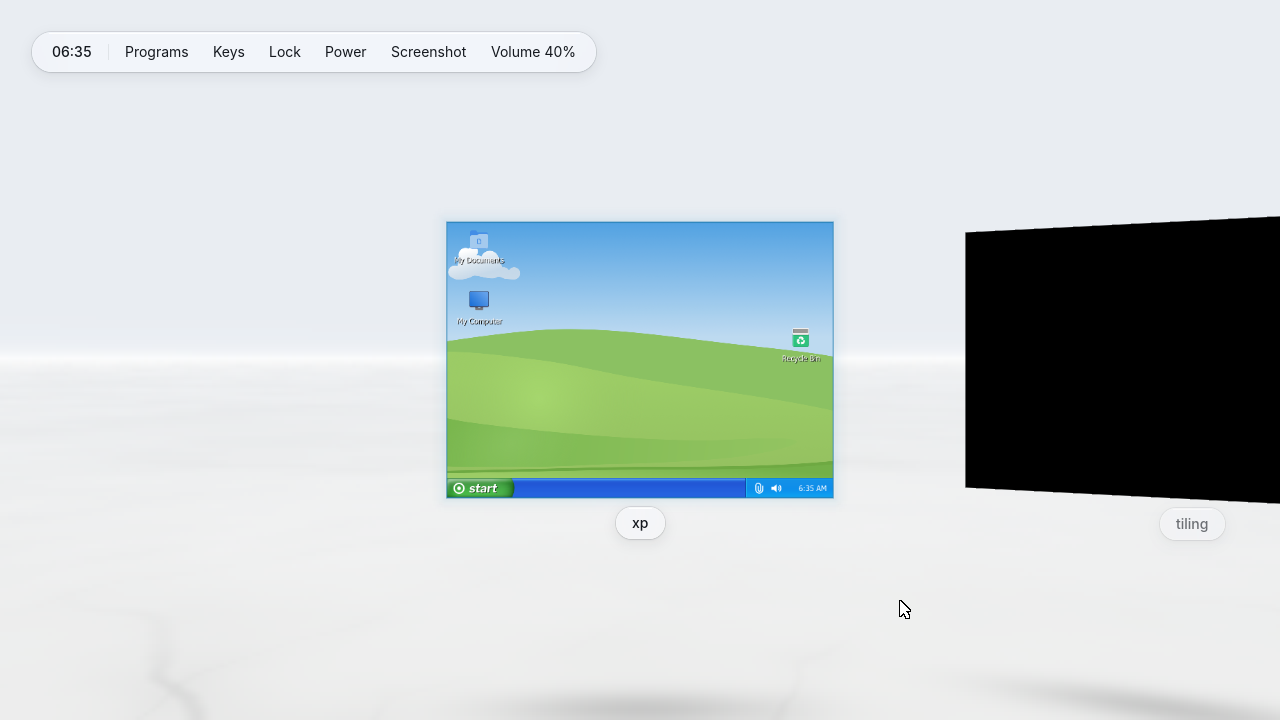 06:35 Programs Keys Lock Power Screenshot Volume 40%
My Documents
My Computer
Recycle Bin
start 6:35 AM
xp
tiling